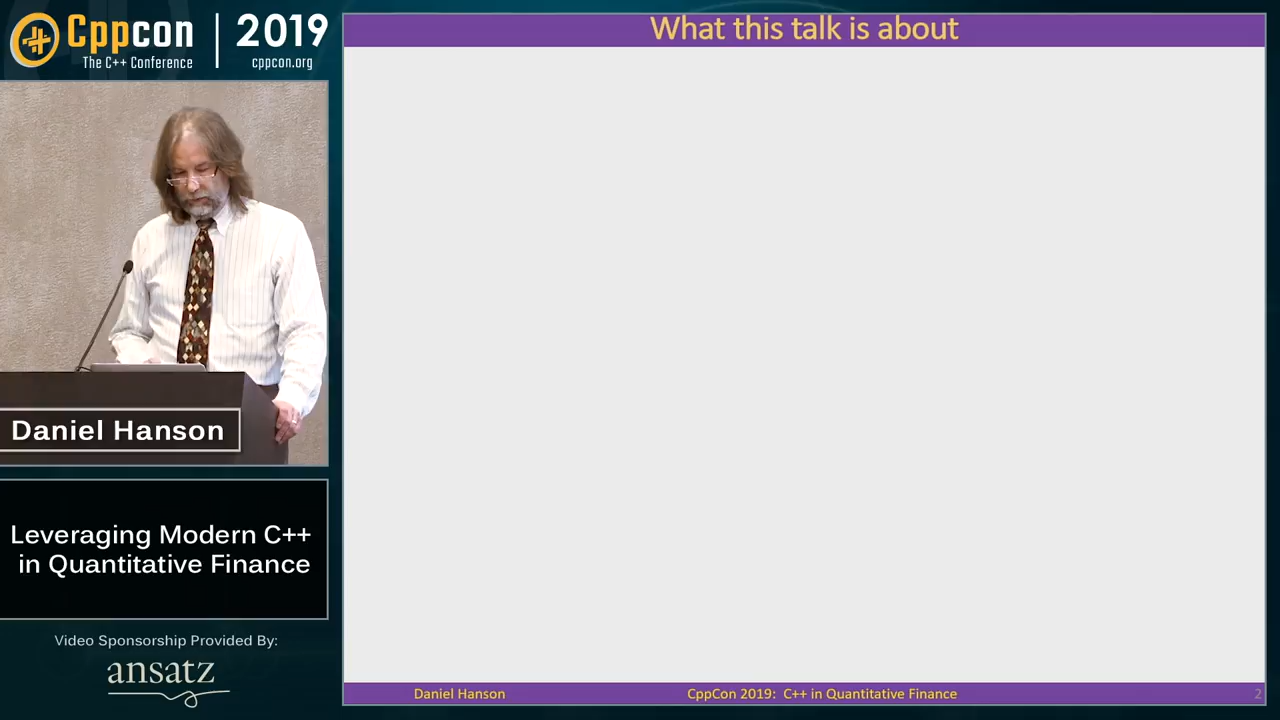 Cppcon
The C++ Conference
2019
cppcon.org
What this talk is about
Daniel Hanson
Leveraging Modern C++
in Quantitative Finance
Video Sponsorship Provided By:
ansatz
Daniel Hanson
CppCon 2019: C++ in Quantitative Finance
2